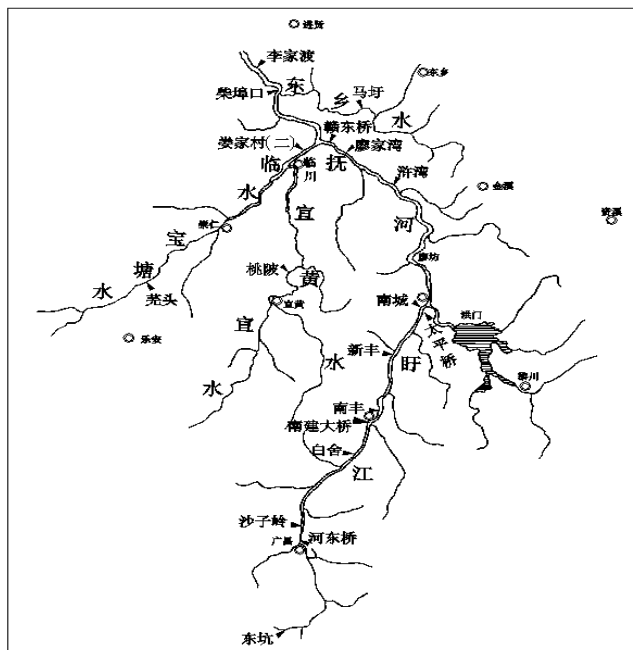 进贤
李家渡
东乡
东
乡
马圩
柴埠口
水
赣东桥
娄家村(二)
廖家湾
临
抚
临川
浒湾
水
金溪
宜
资溪
崇仁
河
宝
廖坊
桃陂
黄
塘
南城
洪门
芜头
宜黄
水
太平桥
乐安
宜
新丰
水
盱
黎川
水
南丰
南建大桥
白舍
江
沙子岭
广昌
河东桥
东坑